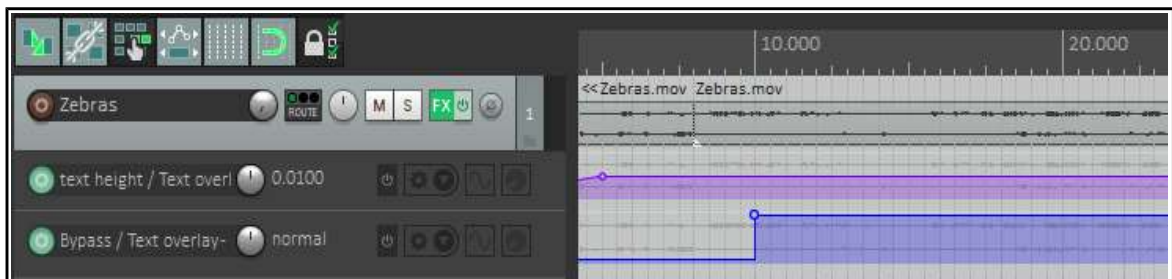 10.000 20.000
<<Zebras.mov Zebras.mov
Zebras ROUTE M S FX 1
text height / Text overl 0.0100
Bypass / Text overlay- normal